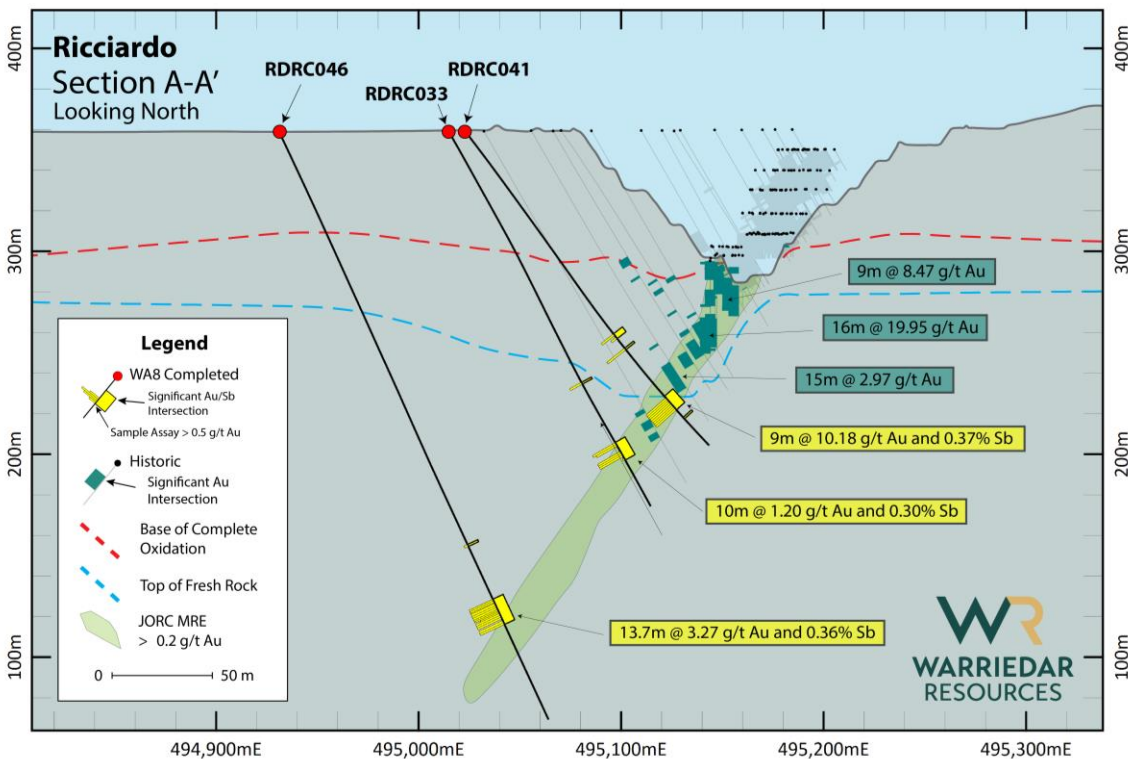 Ricciardo
Section A-A'
Looking North
RDRC046
RDRC041
RDRC033
400m
300m
200m
100m
400m
300m
200m
100m
9m @ 8.47 g/t Au
16m @ 19.95 g/t Au
15m @ 2.97 g/t Au
9m @ 10.18 g/t Au and 0.37% Sb
10m @ 1.20 g/t Au and 0.30% Sb
13.7m @ 3.27 g/t Au and 0.36% Sb
Legend
WA8 Completed
Significant Au/Sb
Intersection
Sample Assay > 0.5 g/t Au
Historic
Significant Au
Intersection
Base of Complete
Oxidation
Top of Fresh Rock
JORC MRE
> 0.2 g/t Au
0 50 m
WR
WARRIEDAR
RESOURCES
494,900mE
495,000mE
495,100mE
495,200mE
495,300mE